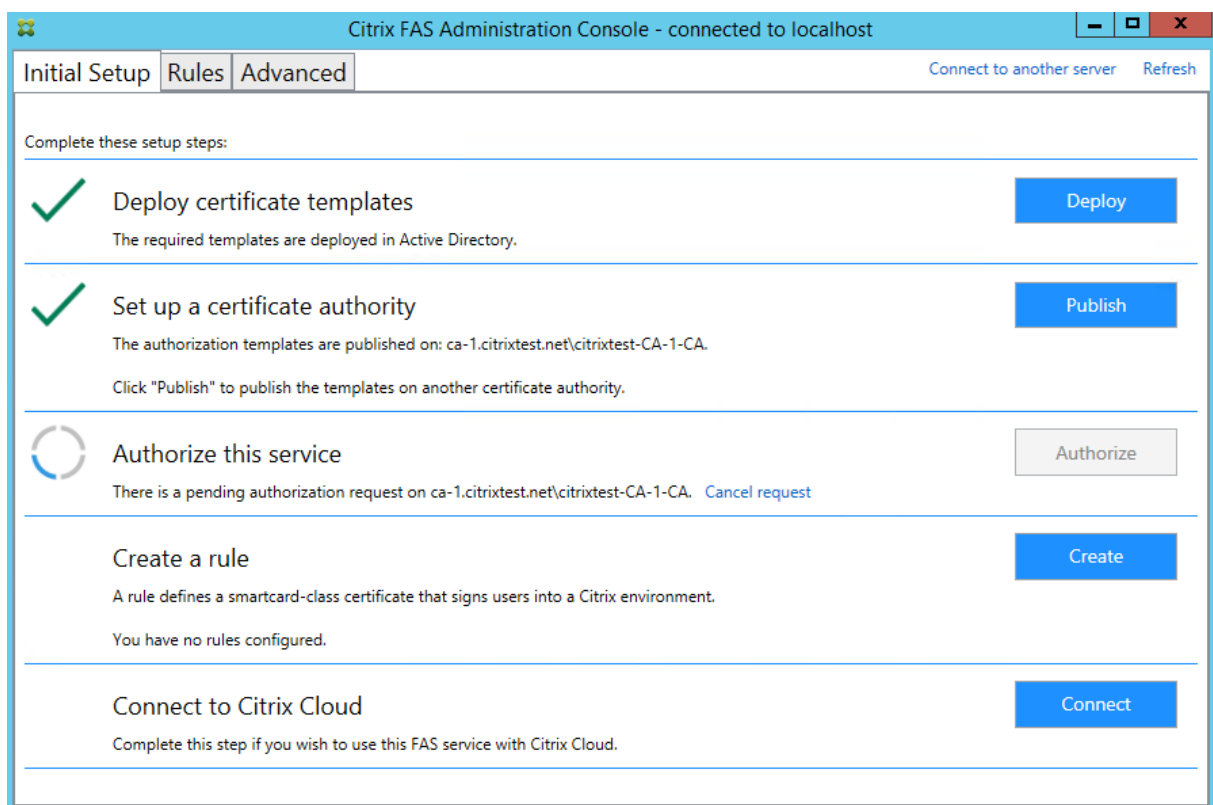 Citrix FAS Administration Console - connected to localhost
Initial Setup Rules Advanced Connect to another server Refresh
Complete these setup steps:
Deploy certificate templates Deploy
The required templates are deployed in Active Directory.
Set up a certificate authority Publish
The authorization templates are published on: ca-1.citrixtest.net\citrixtest-CA-1-CA.
Click "Publish" to publish the templates on another certificate authority.
Authorize this service Authorize
There is a pending authorization request on ca-1.citrixtest.net\citrixtest-CA-1-CA. Cancel request
Create a rule Create
A rule defines a smartcard-class certificate that signs users into a Citrix environment.
You have no rules configured.
Connect to Citrix Cloud Connect
Complete this step if you wish to use this FAS service with Citrix Cloud.